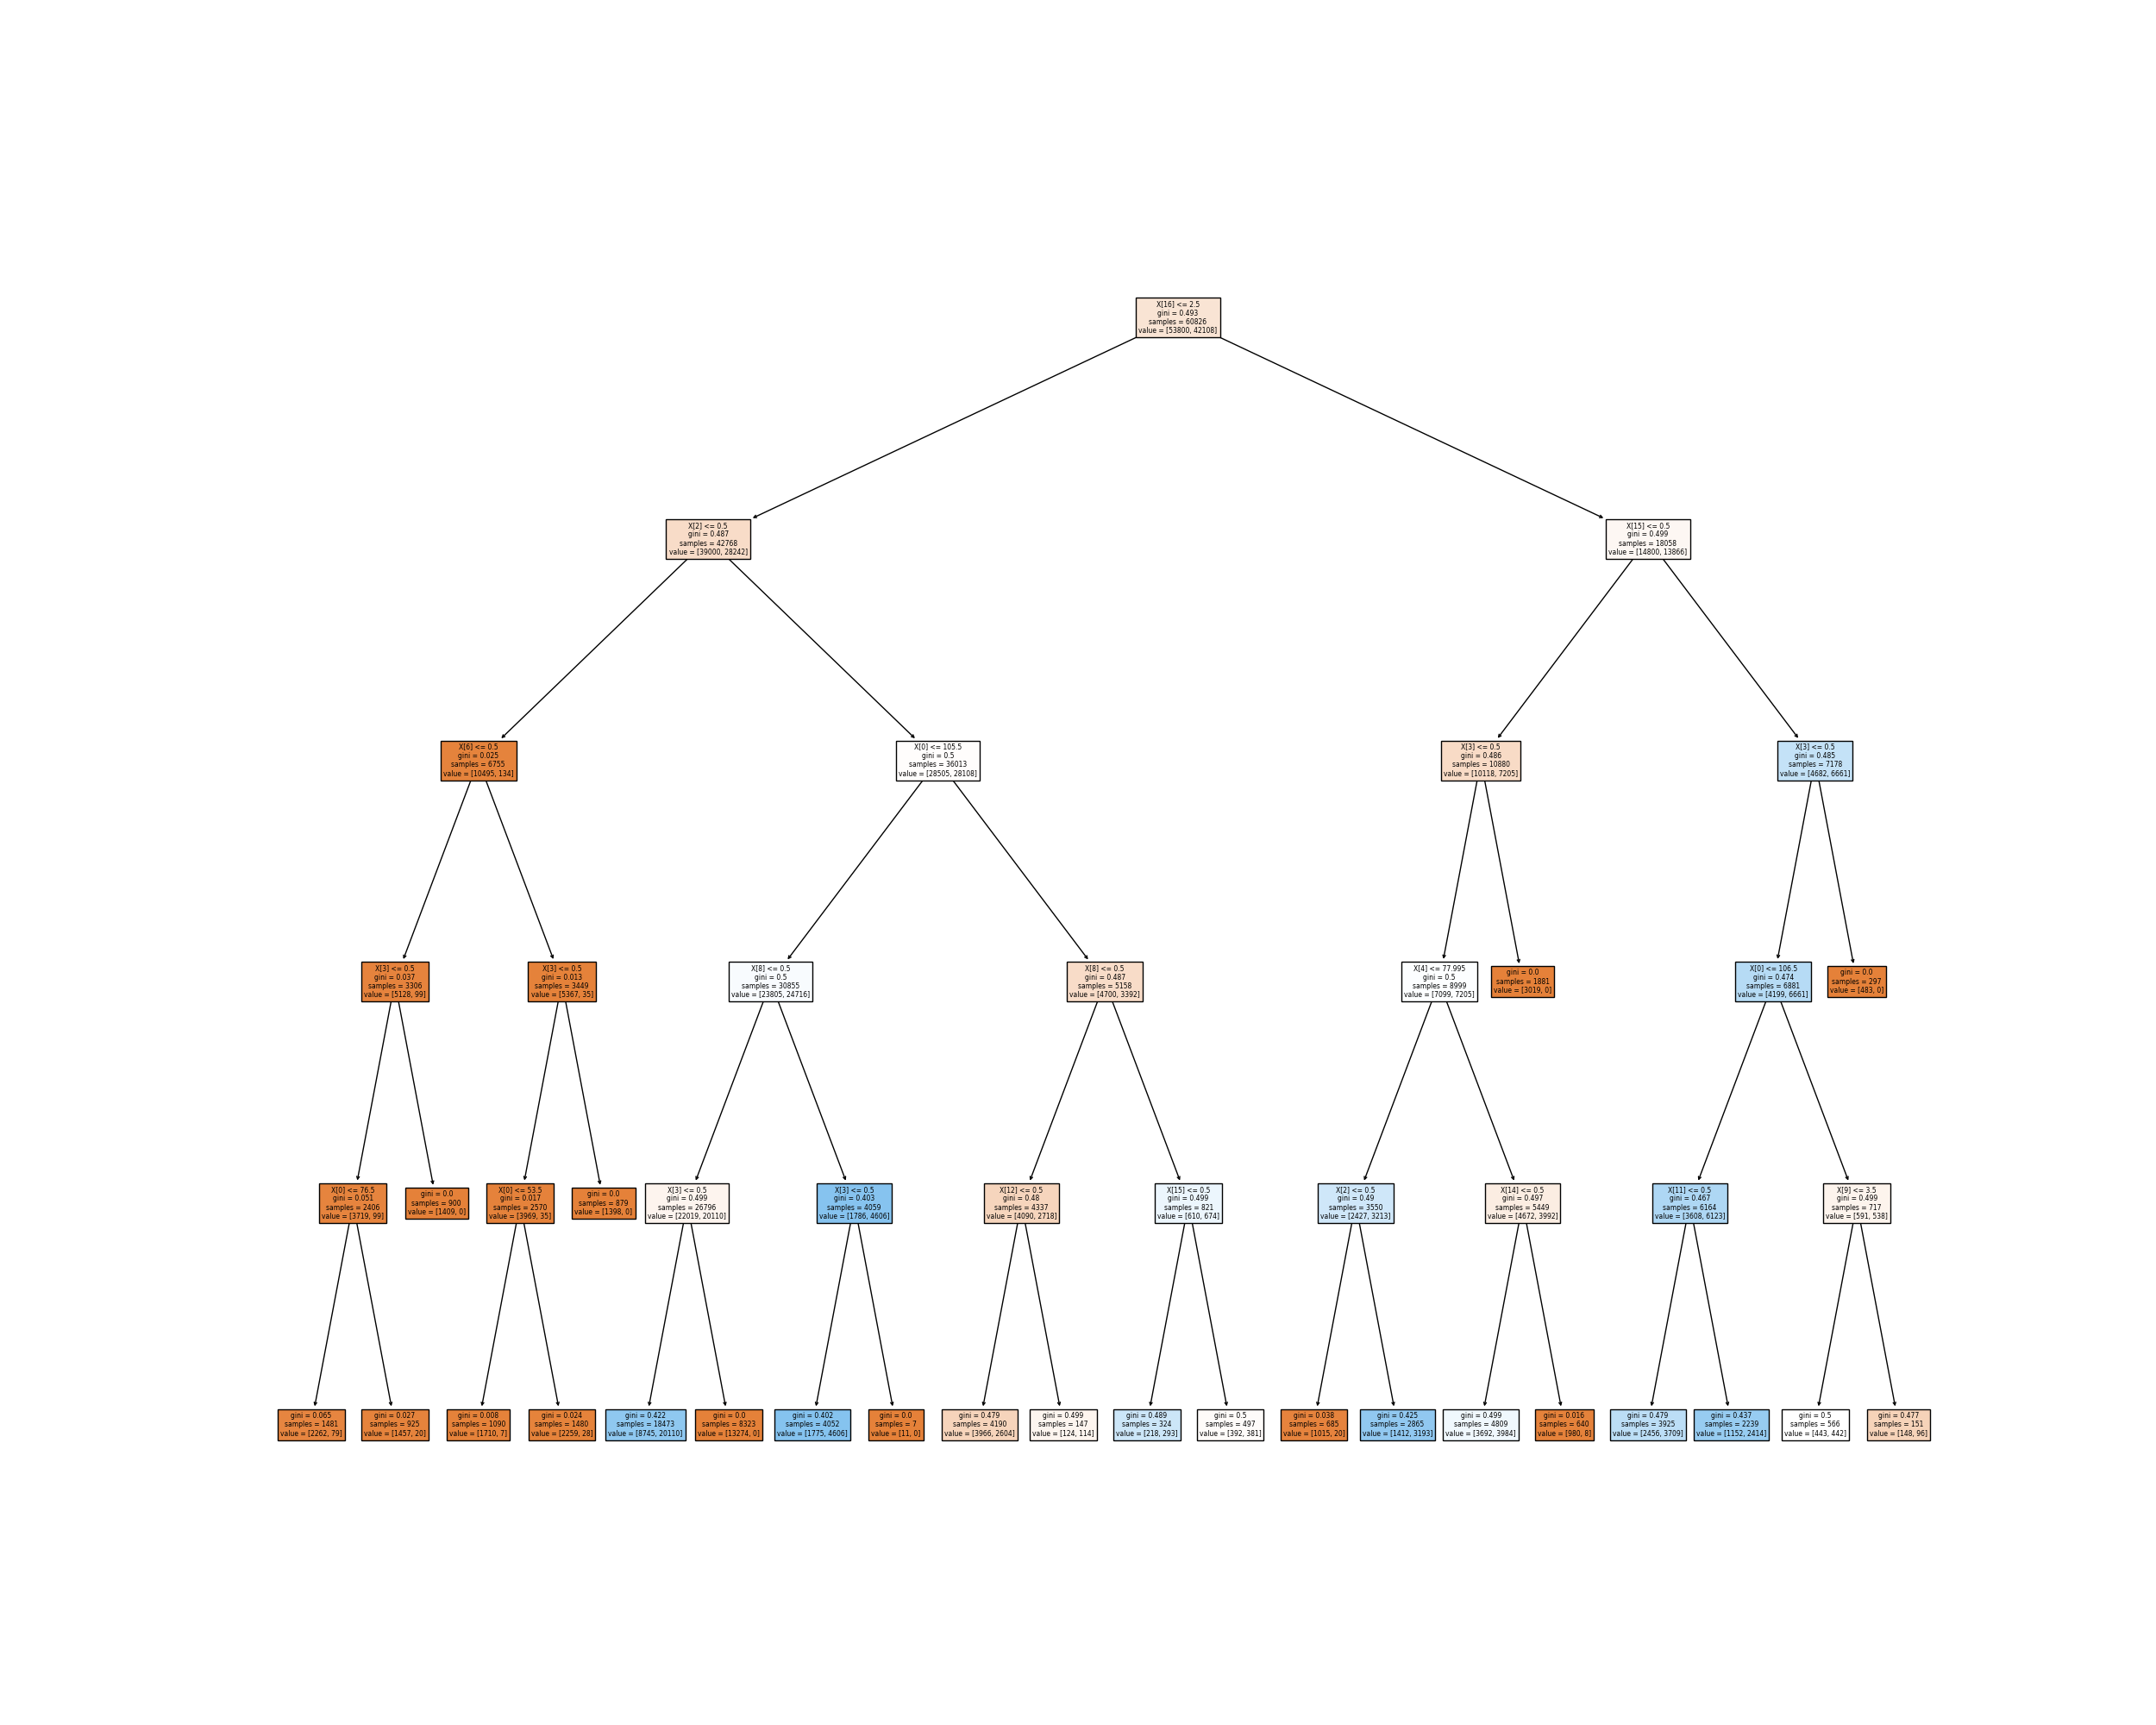 X[16] <= 2.5
gini = 0.493
samples = 60826
value = [53800, 42108]
X[2] <= 0.5
gini = 0.487
samples = 42768
value = [39000, 28242]
X[15] <= 0.5
gini = 0.499
samples = 18058
value = [14800, 13866]
X[6] <= 0.5
gini = 0.025
samples = 6755
value = [10495, 134]
X[0] <= 105.5
gini = 0.5
samples = 36013
value = [28505, 28108]
X[3] <= 0.5
gini = 0.486
samples = 10880
value = [10118, 7205]
X[3] <= 0.5
gini = 0.485
samples = 7178
value = [4682, 6661]
X[3] <= 0.5
gini = 0.037
samples = 3306
value = [5128, 99]
X[3] <= 0.5
gini = 0.013
samples = 3449
value = [5367, 35]
X[8] <= 0.5
gini = 0.5
samples = 30855
value = [23805, 24716]
X[8] <= 0.5
gini = 0.487
samples = 5158
value = [4700, 3392]
X[4] <= 77.995
gini = 0.5
samples = 8999
value = [7099, 7205]
gini = 0.0
samples = 1881
value = [3019, 0]
X[0] <= 106.5
gini = 0.474
samples = 6881
value = [4199, 6661]
gini = 0.0
samples = 297
value = [483, 0]
X[0] <= 76.5
gini = 0.051
samples = 2406
value = [3719, 99]
gini = 0.0
samples = 900
value = [1409, 0]
X[0] <= 53.5
gini = 0.017
samples = 2570
value = [3969, 35]
gini = 0.0
samples = 879
value = [1398, 0]
X[3] <= 0.5
gini = 0.499
samples = 26796
value = [22019, 20110]
X[3] <= 0.5
gini = 0.403
samples = 4059
value = [1786, 4606]
X[12] <= 0.5
gini = 0.48
samples = 4337
value = [4090, 2718]
X[15] <= 0.5
gini = 0.499
samples = 821
value = [610, 674]
X[2] <= 0.5
gini = 0.49
samples = 3550
value = [2427, 3213]
X[14] <= 0.5
gini = 0.497
samples = 5449
value = [4672, 3992]
X[11] <= 0.5
gini = 0.467
samples = 6164
value = [3608, 6123]
X[9] <= 3.5
gini = 0.499
samples = 717
value = [591, 538]
gini = 0.065
samples = 1481
value = [2262, 79]
gini = 0.027
samples = 925
value = [1457, 20]
gini = 0.008
samples = 1090
value = [1710, 7]
gini = 0.024
samples = 1480
value = [2259, 28]
gini = 0.422
samples = 18473
value = [8745, 20110]
gini = 0.0
samples = 8323
value = [13274, 0]
gini = 0.402
samples = 4052
value = [1775, 4606]
gini = 0.0
samples = 7
value = [11, 0]
gini = 0.479
samples = 4190
value = [3966, 2604]
gini = 0.499
samples = 147
value = [124, 114]
gini = 0.489
samples = 324
value = [218, 293]
gini = 0.5
samples = 497
value = [392, 381]
gini = 0.038
samples = 685
value = [1015, 20]
gini = 0.425
samples = 2865
value = [1412, 3193]
gini = 0.499
samples = 4809
value = [3692, 3984]
gini = 0.016
samples = 640
value = [980, 8]
gini = 0.479
samples = 3925
value = [2456, 3709]
gini = 0.437
samples = 2239
value = [1152, 2414]
gini = 0.5
samples = 566
value = [443, 442]
gini = 0.477
samples = 151
value = [148, 96]